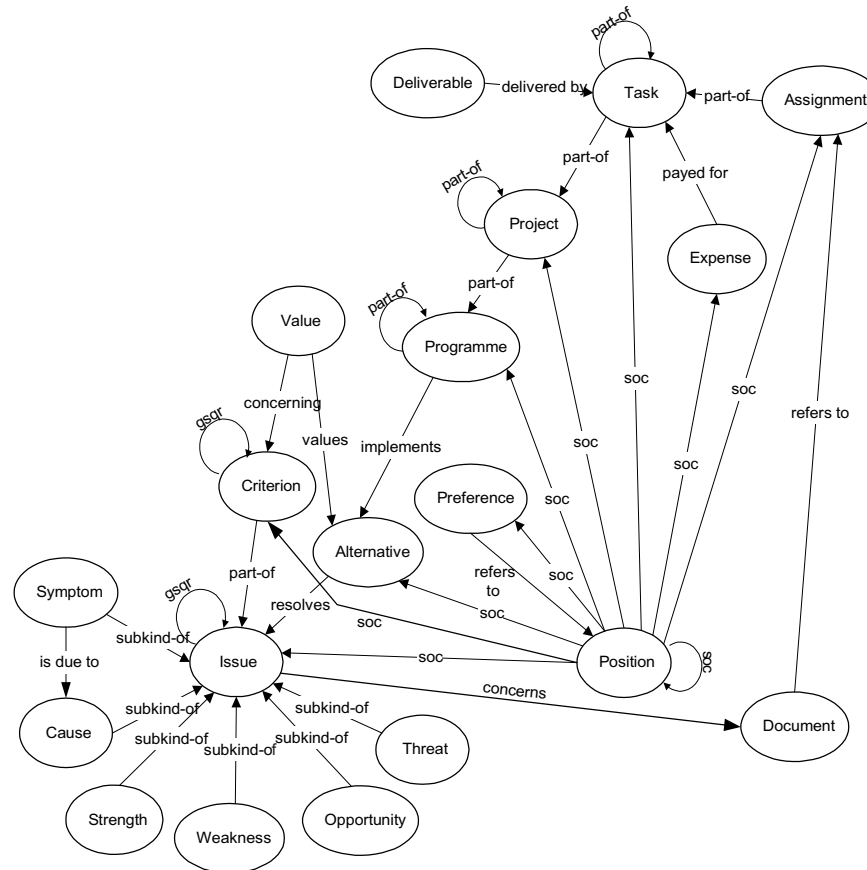 part-of
Deliverable
delivered by
Task
part-of
Assignment
part-of
payed for
part-of
Project
Expense
part-of
part-of
Value
Programme
soc
soc
concerning
gsqr
values
implements
soc
refers to
soc
Criterion
Preference
soc
Alternative
part-of
refers
to
soc
gsqr
Symptom
resolves
soc
soc
subkind-of
is due to
Issue
soc
Position
soc
concerns
subkind-of
subkind-of
Cause
Document
subkind-of
subkind-of
subkind-of
Threat
Strength
Weakness
Opportunity